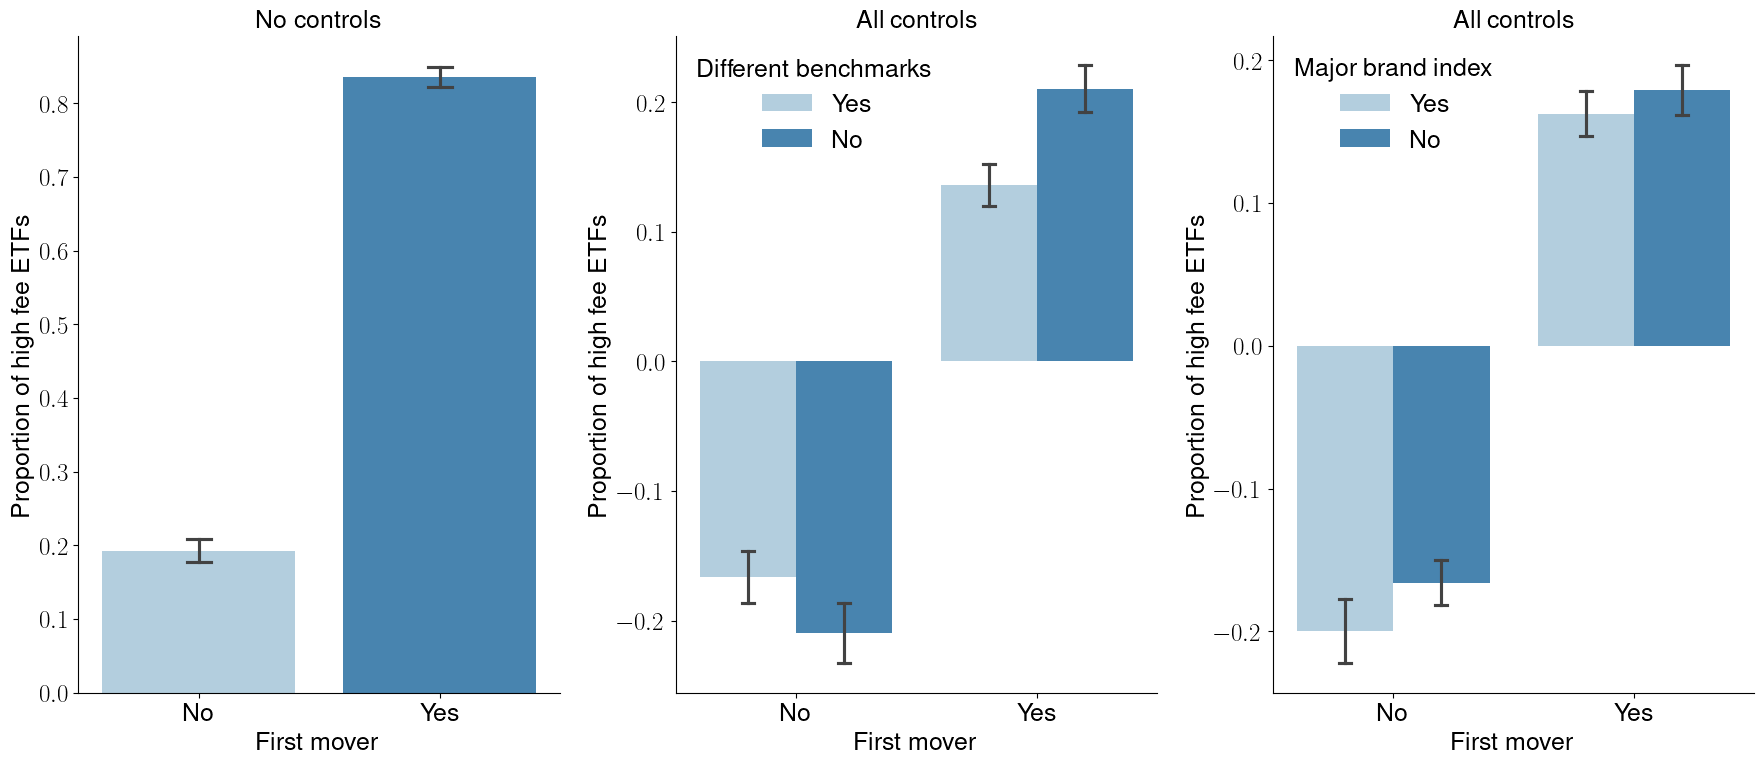 No controls
Proportion of high fee ETFs
0.8
0.7
0.6
0.5
0.4
0.3
0.2
0.1
0.0
No
Yes
First mover
All controls
Different benchmarks
Yes
No
Proportion of high fee ETFs
0.2
0.1
0.0
−0.1
−0.2
No
Yes
First mover
All controls
Major brand index
Yes
No
Proportion of high fee ETFs
0.2
0.1
0.0
−0.1
−0.2
No
Yes
First mover